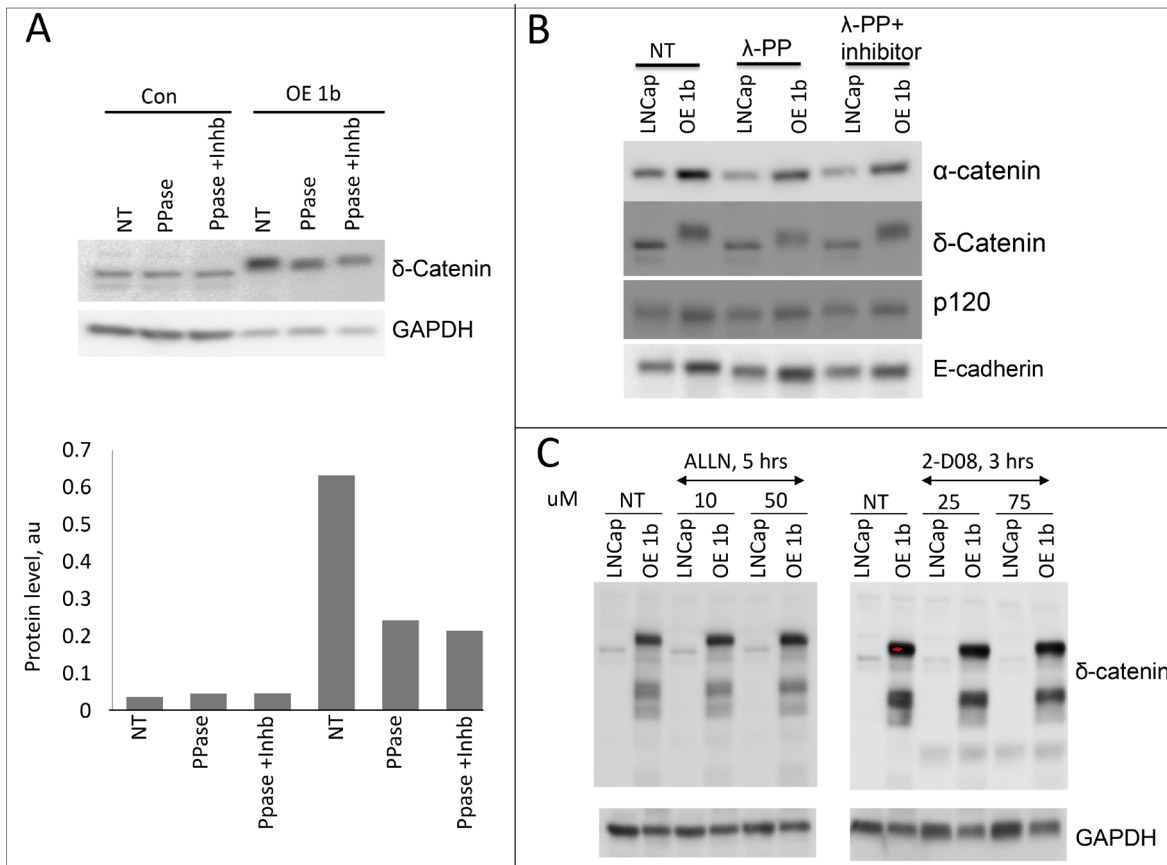 A
Con
OE 1b
NT
PPase
Ppase +Inhb
NT
PPase
Ppase +Inhb
δ-Catenin
GAPDH
Protein level, au
0.7
0.6
0.5
0.4
0.3
0.2
0.1
0
NT
PPase
Ppase +Inhb
NT
PPase
Ppase +Inhb
B
NT
λ-PP
λ-PP+
inhibitor
LNCap
OE 1b
LNCap
OE 1b
LNCap
OE 1b
α-catenin
δ-Catenin
p120
E-cadherin
C
ALLN, 5 hrs
2-D08, 3 hrs
uM
NT
10
50
NT
25
75
LNCap
OE 1b
LNCap
OE 1b
LNCap
OE 1b
LNCap
OE 1b
LNCap
OE 1b
LNCap
OE 1b
δ-catenin
GAPDH